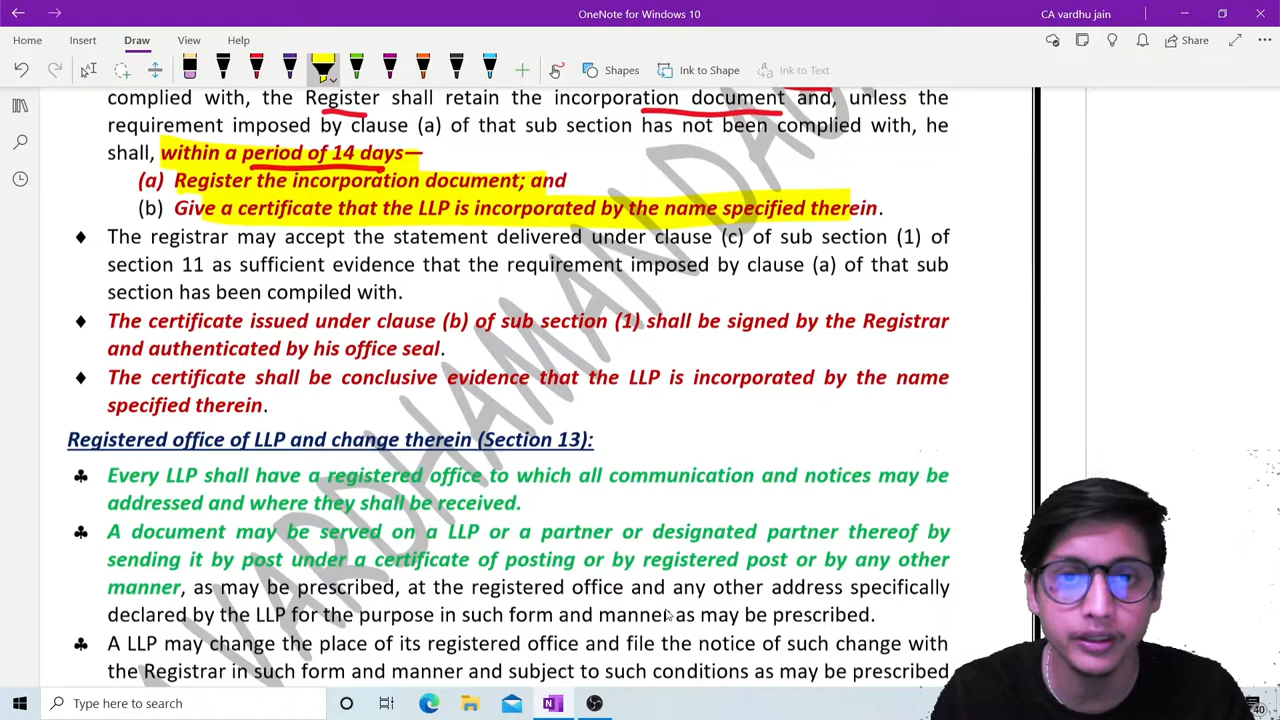 OneNote for Windows 10
CA vardhu jain
Home Insert Draw View Help
Share
Shapes
Ink to Shape
Ink to Text
complied with, the Register shall retain the incorporation document and, unless the
requirement imposed by clause (a) of that sub section has not been complied with, he
shall, within a period of 14 days—
(a) Register the incorporation document; and
(b) Give a certificate that the LLP is incorporated by the name specified therein.
The registrar may accept the statement delivered under clause (c) of sub section (1) of
section 11 as sufficient evidence that the requirement imposed by clause (a) of that sub
section has been compiled with.
The certificate issued under clause (b) of sub section (1) shall be signed by the Registrar
and authenticated by his office seal.
The certificate shall be conclusive evidence that the LLP is incorporated by the name
specified therein.
Registered office of LLP and change therein (Section 13):
Every LLP shall have a registered office to which all communication and notices may be
addressed and where they shall be received.
A document may be served on a LLP or a partner or designated partner thereof by
sending it by post under a certificate of posting or by registered post or by any other
manner, as may be prescribed, at the registered office and any other address specifically
declared by the LLP for the purpose in such form and manner as may be prescribed.
A LLP may change the place of its registered office and file the notice of such change with
the Registrar in such form and manner and subject to such conditions as may be prescribed
Type here to search